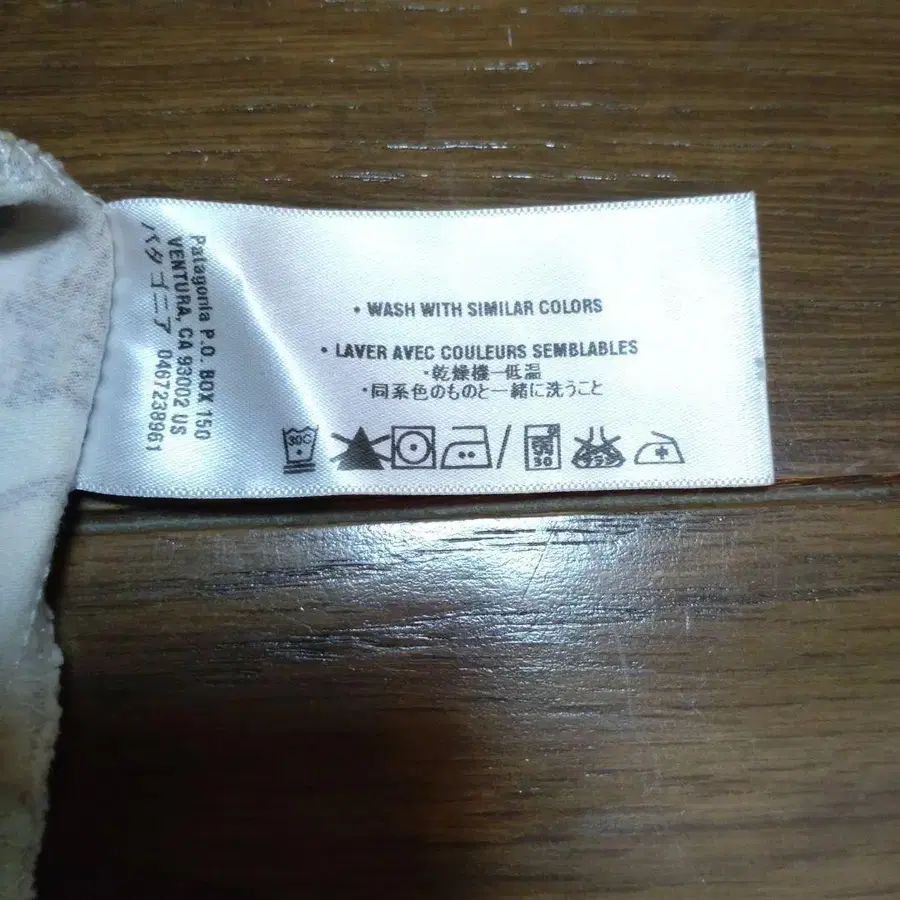 • WASH WITH SIMILAR COLORS
• LAVER AVEC COULEURS SEMBLABLES
・乾燥機ー低温
・同系色のものと一緒に洗うこと
30C
30
Patagonia P.O. BOX 150
VENTURA, CA 93002 US
パタゴニア 0467238961